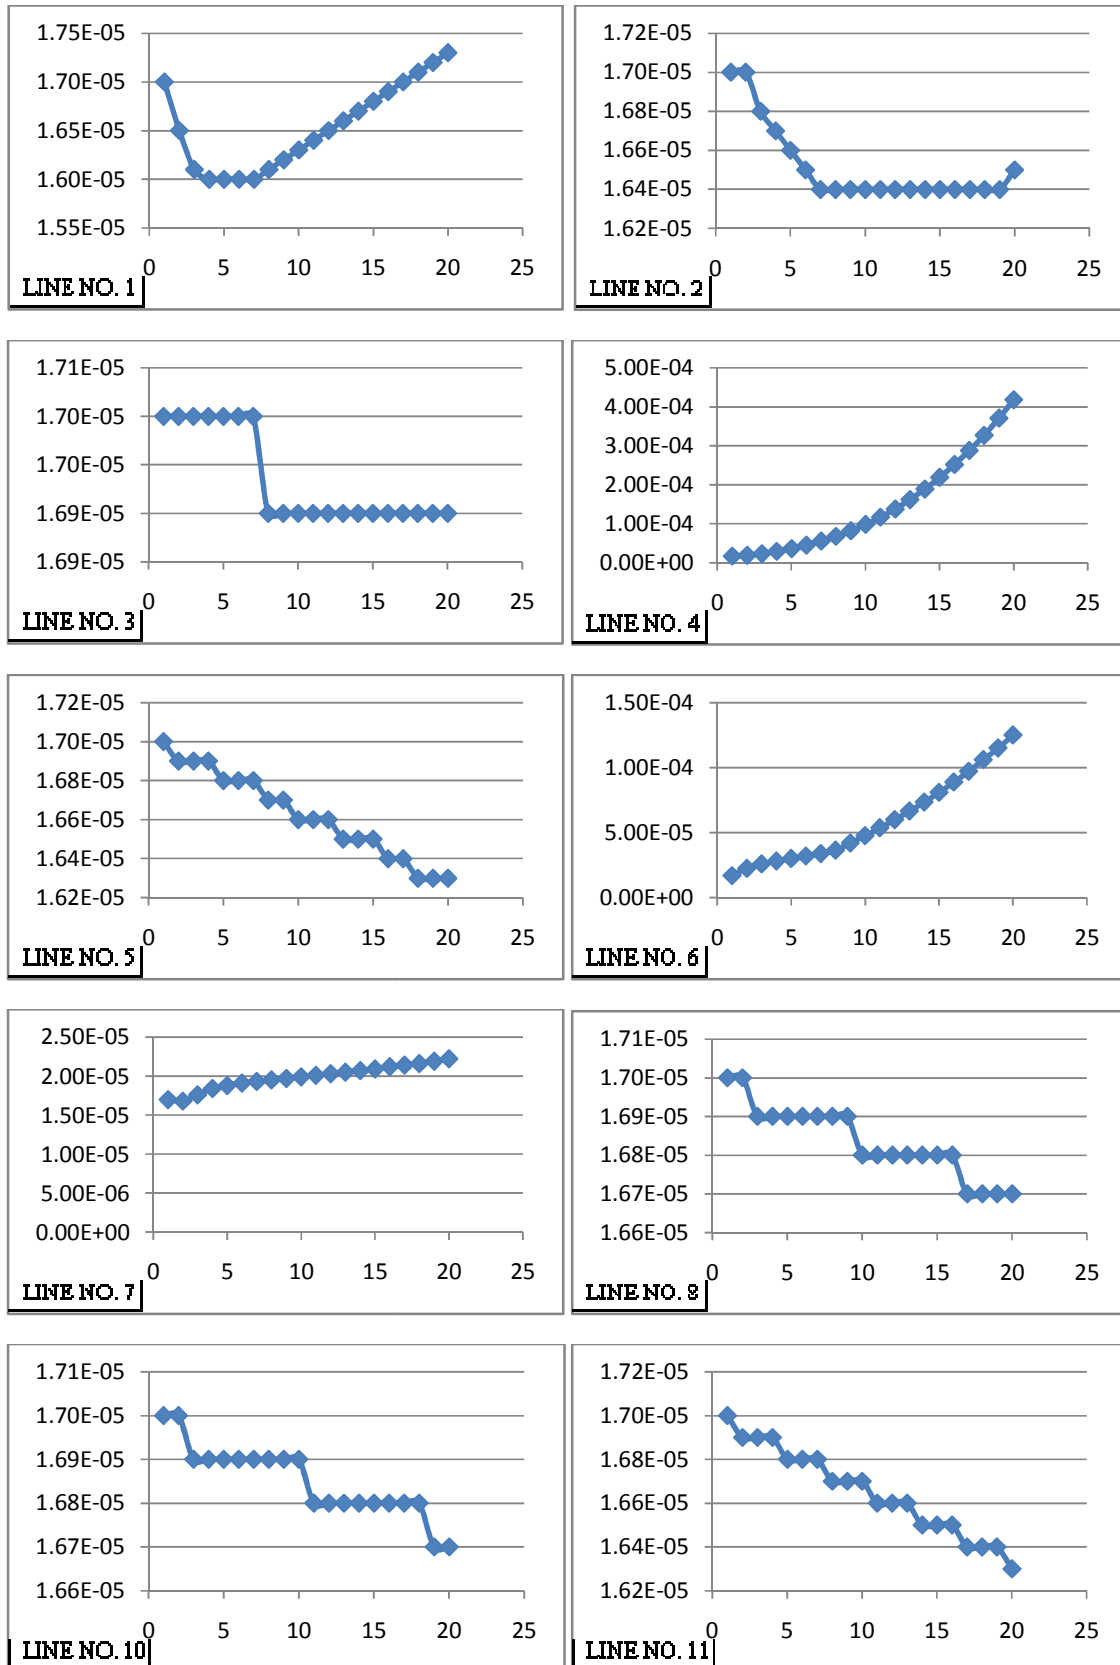 1.75E-05
1.70E-05
1.65E-05
1.60E-05
1.55E-05
0 5 10 15 20 25
LINE NO. 1
1.72E-05
1.70E-05
1.68E-05
1.66E-05
1.64E-05
1.62E-05
0 5 10 15 20 25
LINE NO. 2
1.71E-05
1.70E-05
1.70E-05
1.69E-05
1.69E-05
0 5 10 15 20 25
LINE NO. 3
5.00E-04
4.00E-04
3.00E-04
2.00E-04
1.00E-04
0.00E+00
0 5 10 15 20 25
LINE NO. 4
1.72E-05
1.70E-05
1.68E-05
1.66E-05
1.64E-05
1.62E-05
0 5 10 15 20 25
LINE NO. 5
1.50E-04
1.00E-04
5.00E-05
0.00E+00
0 5 10 15 20 25
LINE NO. 6
2.50E-05
2.00E-05
1.50E-05
1.00E-05
5.00E-06
0.00E+00
0 5 10 15 20 25
LINE NO. 7
1.71E-05
1.70E-05
1.69E-05
1.68E-05
1.67E-05
1.66E-05
0 5 10 15 20 25
LINE NO. 8
1.71E-05
1.70E-05
1.69E-05
1.68E-05
1.67E-05
1.66E-05
0 5 10 15 20 25
LINE NO. 10
1.72E-05
1.70E-05
1.68E-05
1.66E-05
1.64E-05
1.62E-05
0 5 10 15 20 25
LINE NO. 11